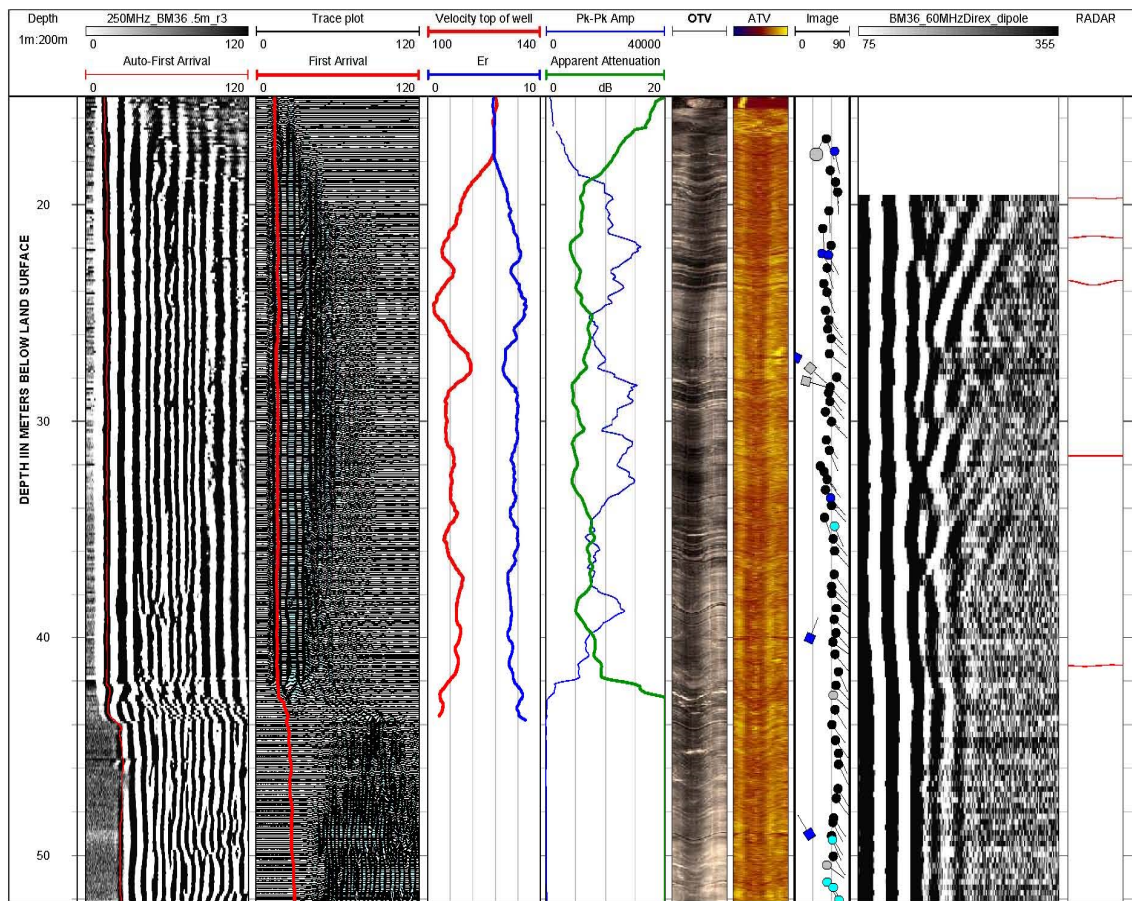 Depth
1m:200m
250MHz_BM36 .5m_r3
0 120
Auto-First Arrival
0 120
Trace plot
0 120
First Arrival
0 120
Velocity top of well
100 140
Er
0 10
Pk-Pk Amp
0 40000
Apparent Attenuation
0 dB 20
OTV
ATV
Image
0 90
BM36_60MHzDirex_dipole
75 355
RADAR
DEPTH IIN METERS BELOW LAND SURFACE
20
30
40
50